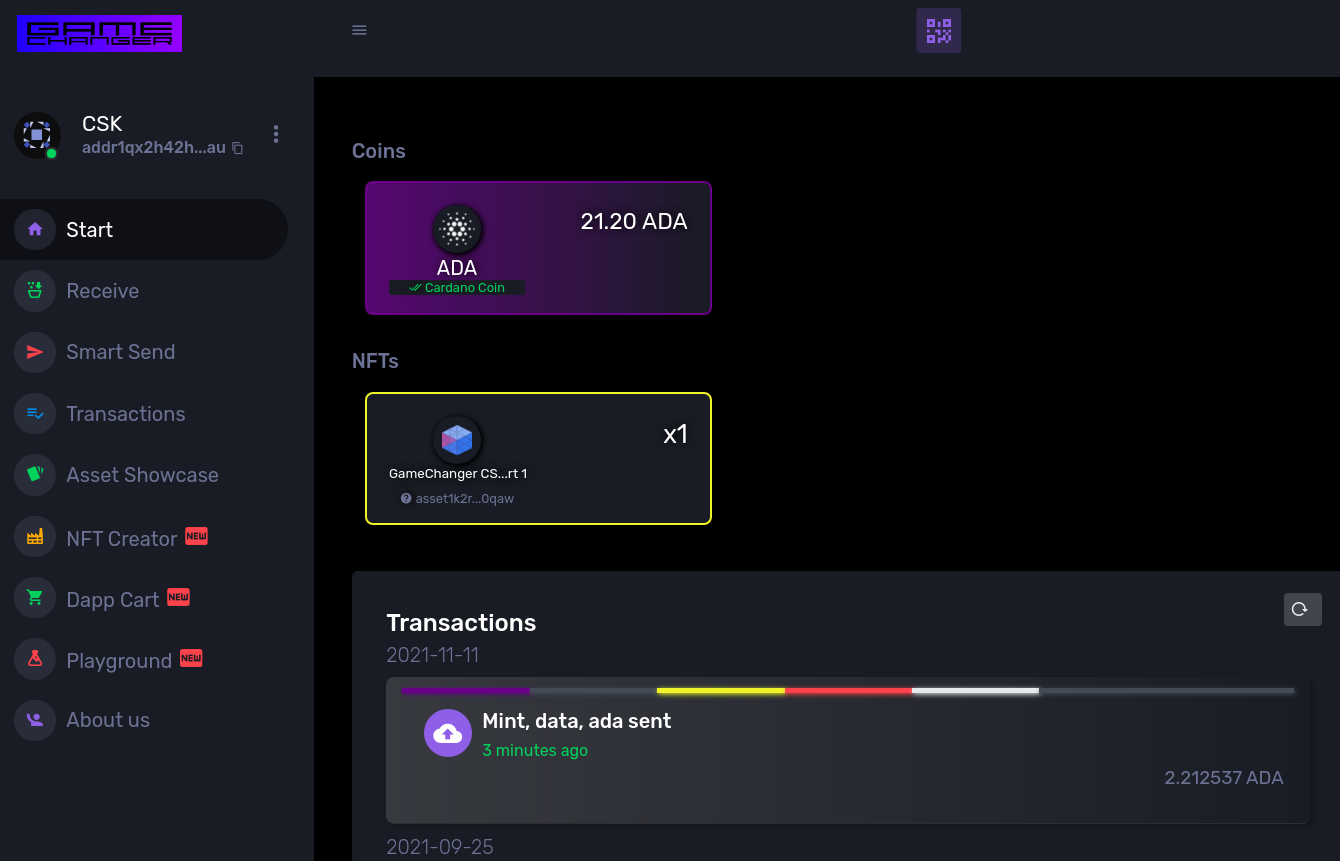 GAME
CHANGER
CSK
addr1qx2h42h...au
Start
Receive
Smart Send
Transactions
Asset Showcase
NFT Creator NEW
Dapp Cart NEW
Playground NEW
About us
Coins
21.20 ADA
ADA
Cardano Coin
NFTs
x1
GameChanger CS...rt 1
asset1k2r...0qaw
Transactions
2021-11-11
Mint, data, ada sent
3 minutes ago
2.212537 ADA
2021-09-25